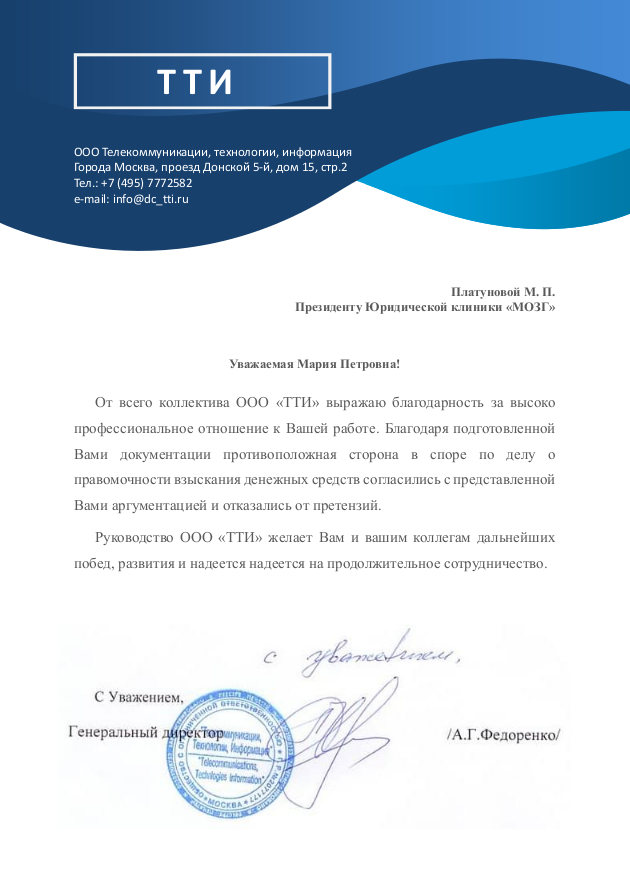 ТТИ
ООО Телекоммуникации, технологии, информация
Города Москва, проезд Донской 5-й, дом 15, стр.2
Тел.: +7 (495) 7772582
e-mail: info@dc_tti.ru
Платуновой М. П.
Президенту Юридической клиники «МОЗГ»
Уважаемая Мария Петровна!
От всего коллектива ООО «ТТИ» выражаю благодарность за высоко
профессиональное отношение к Вашей работе. Благодаря подготовленной
Вами документации противоположная сторона в споре по делу о
правомочности взыскания денежных средств согласились с представленной
Вами аргументацией и отказались от претензий.
Руководство ООО «ТТИ» желает Вам и вашим коллегам дальнейших
побед, развития и надеется надеется на продолжительное сотрудничество.
с уважением,
С Уважением,
Генеральный директор
/А.Г.Федоренко/
ОБЩЕСТВО С ОГРАНИЧЕННОЙ ОТВЕТСТВЕННОСТЬЮ
"Телекоммуникации,
Технологии, Информация"
"Telecommunications,
Technologies Information"
МОСКВА